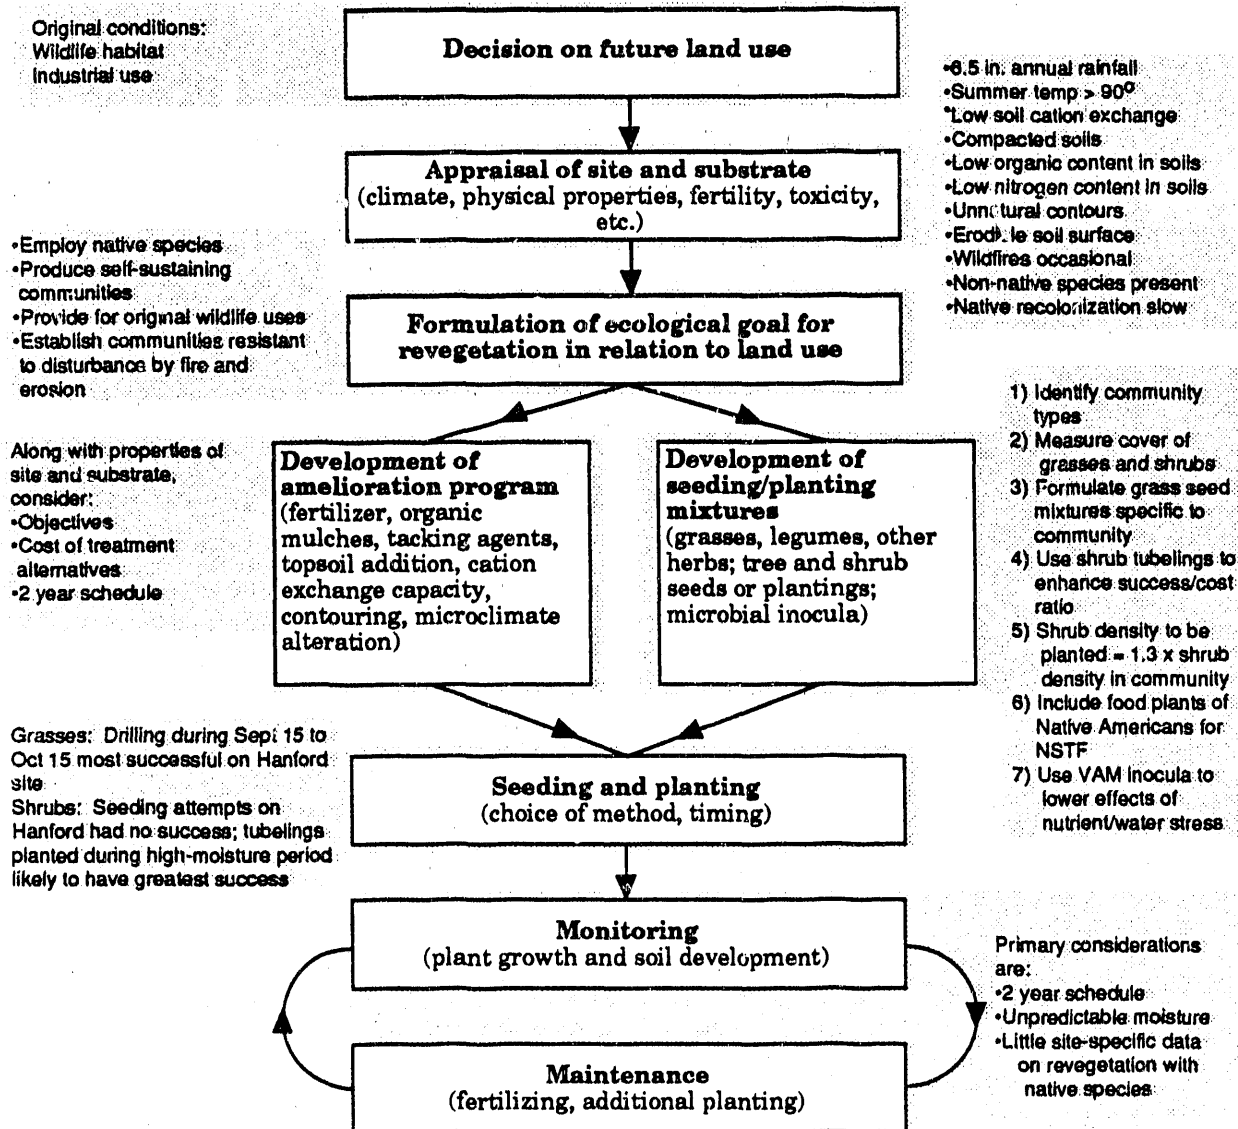 Original conditions:
Wildlife habitat
Industrial use
Decision on future land use
•6.5 in. annual rainfall
•Summer temp > 90º
•Low soil cation exchange
•Compacted soils
•Low organic content in soils
•Low nitrogen content in soils
•Unnatural contours
•Erodible soil surface
•Wildfires occasional
•Non-native species present
•Native recolonization slow
Appraisal of site and substrate
(climate, physical properties, fertility, toxicity,
etc.)
•Employ native species
•Produce self-sustaining
communities
•Provide for original wildlife uses
•Establish communities resistant
to disturbance by fire and
erosion
Formulation of ecological goal for
revegetation in relation to land use
Along with properties of
site and substrate,
consider:
•Objectives
•Cost of treatment
alternatives
•2 year schedule
Development of
amelioration program
(fertilizer, organic
mulches, tacking agents,
topsoil addition, cation
exchange capacity,
contouring, microclimate
alteration)
Development of
seeding/planting
mixtures
(grasses, legumes, other
herbs; tree and shrub
seeds or plantings;
microbial inocula)
1) Identify community
types
2) Measure cover of
grasses and shrubs
3) Formulate grass seed
mixtures specific to
community
4) Use shrub tubelings to
enhance success/cost
ratio
5) Shrub density to be
planted = 1.3 x shrub
density in community
6) Include food plants of
Native Americans for
NSTF
7) Use VAM inocula to
lower effects of
nutrient/water stress
Grasses: Drilling during Sept 15 to
Oct 15 most successful on Hanford
site
Shrubs: Seeding attempts on
Hanford had no success; tubelings
planted during high-moisture period
likely to have greatest success
Seeding and planting
(choice of method, timing)
Monitoring
(plant growth and soil development)
Primary considerations
are:
•2 year schedule
•Unpredictable moisture
•Little site-specific data
on revegetation with
native species
Maintenance
(fertilizing, additional planting)